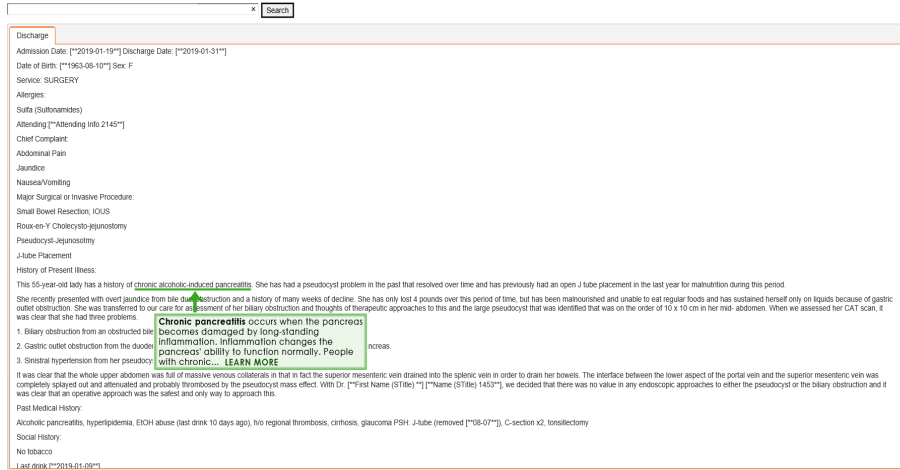 × Search
Discharge
Admission Date: [**2019-01-19**] Discharge Date: [**2019-01-31**]
Date of Birth: [**1963-08-10**] Sex: F
Service: SURGERY
Allergies:
Sulfa (Sulfonamides)
Attending:[**Attending Info 2145**]
Chief Complaint:
Abdominal Pain
Jaundice
Nausea/Vomiting
Major Surgical or Invasive Procedure:
Small Bowel Resection; IOUS
Roux-en-Y Cholecysto-jejunostomy
Pseudocyst-Jejunosotmy
J-tube Placement
History of Present Illness:
This 55-year-old lady has a history of chronic alcoholic-induced pancreatitis. She has had a pseudocyst problem in the past that resolved over time and has previously had an open J tube placement in the last year for malnutrition during this period.
She recently presented with overt jaundice from bile duct obstruction and a history of many weeks of decline. She has only lost 4 pounds over this period of time, but has been malnourished and unable to eat regular foods and has sustained herself only on liquids because of gastric
outlet obstruction. She was transferred to our care for assessment of her biliary obstruction and thoughts of therapeutic approaches to this and the large pseudocyst that was identified that was on the order of 10 x 10 cm in her mid- abdomen. When we assessed her CAT scan, it
was clear that she had three problems.
1. Biliary obstruction from an obstructed bile
2. Gastric outlet obstruction from the ncreas.
3. Sinistral hypertension from her
Chronic pancreatitis occurs when the pancreas
becomes damaged by long-standing
inflammation. Inflammation changes the
pancreas' ability to function normally. People
with chronic... LEARN MORE
It was clear that the whole upper abdomen was full of massive venous collaterals in that in fact the superior mesenteric vein drained into the splenic vein in order to drain her bowels. The interface between the lower aspect of the portal vein and the superior mesenteric vein was
completely splayed out and attenuated and probably thrombosed by the pseudocyst mass effect. With Dr. [**First Name (STitle) **] [**Name (STitle) 1453**], we decided that there was no value in any endoscopic approaches to either the pseudocyst or the biliary obstruction and it
was clear that an operative approach was the safest and only way to approach this.
Past Medical History:
Alcoholic pancreatitis, hyperlipidemia, EtOH abuse (last drink 10 days ago), h/o regional thrombosis, cirrhosis, glaucoma PSH: J-tube (removed [**08-07**]), C-section x2, tonsillectomy
Social History:
No tobacco
Last drink [**2019-01-09**]